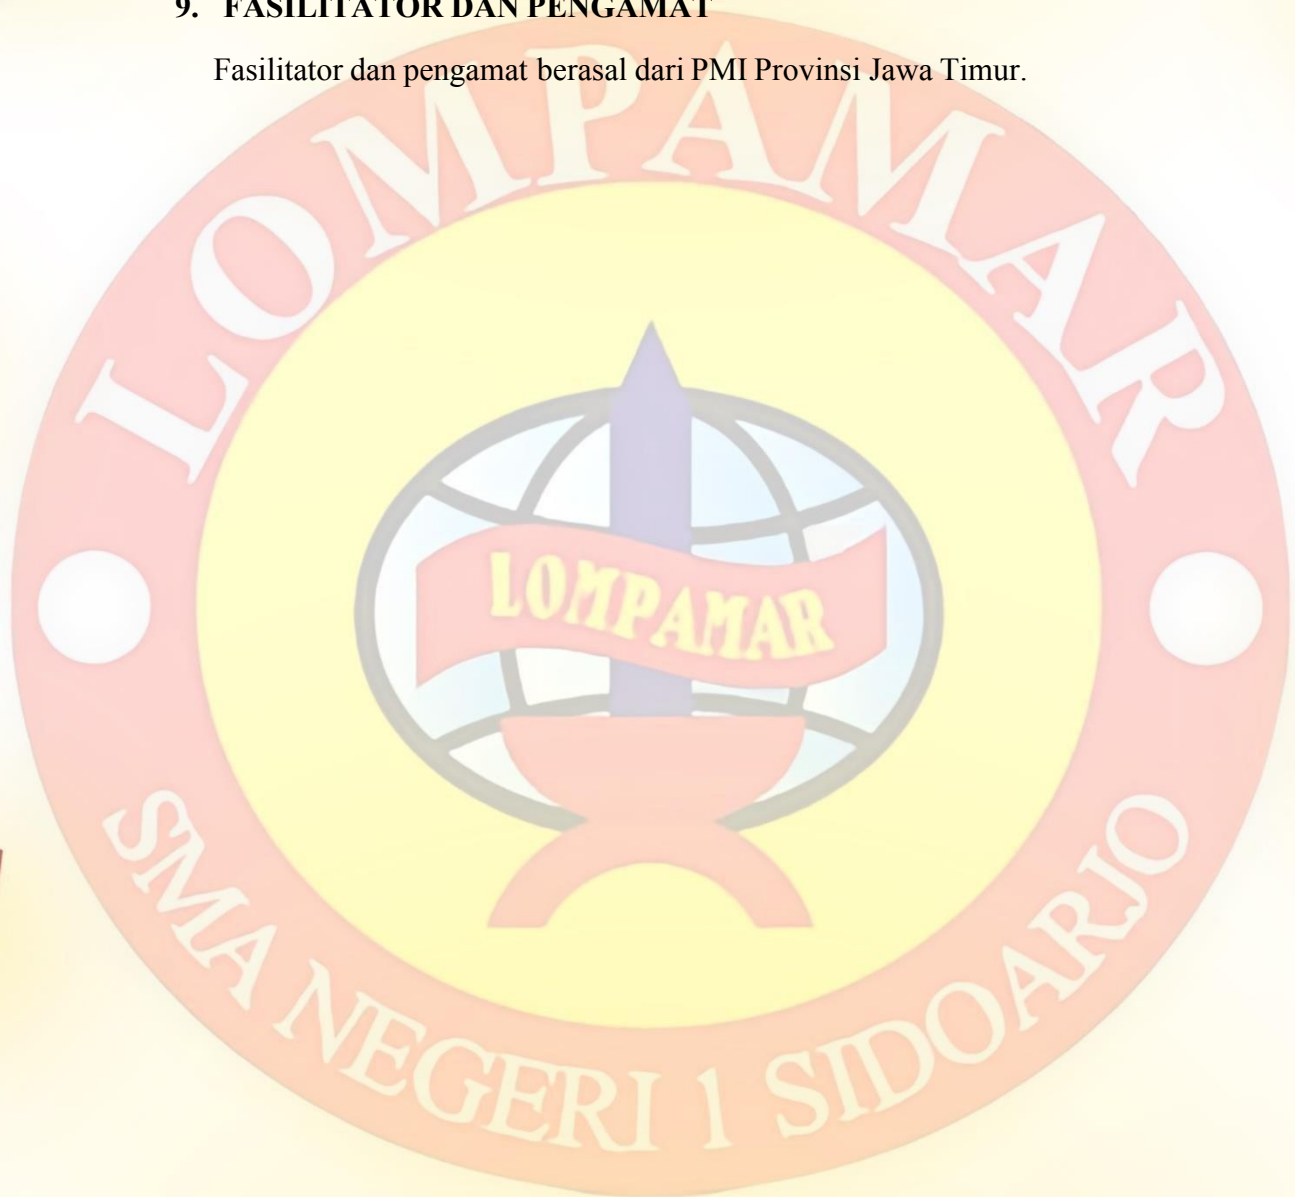 9. FASILITATOR DAN PENGAMAT
Fasilitator dan pengamat berasal dari PMI Provinsi Jawa Timur.
LOMPAMAR
LOMPAMAR
SMA NEGERI 1 SIDOARJO